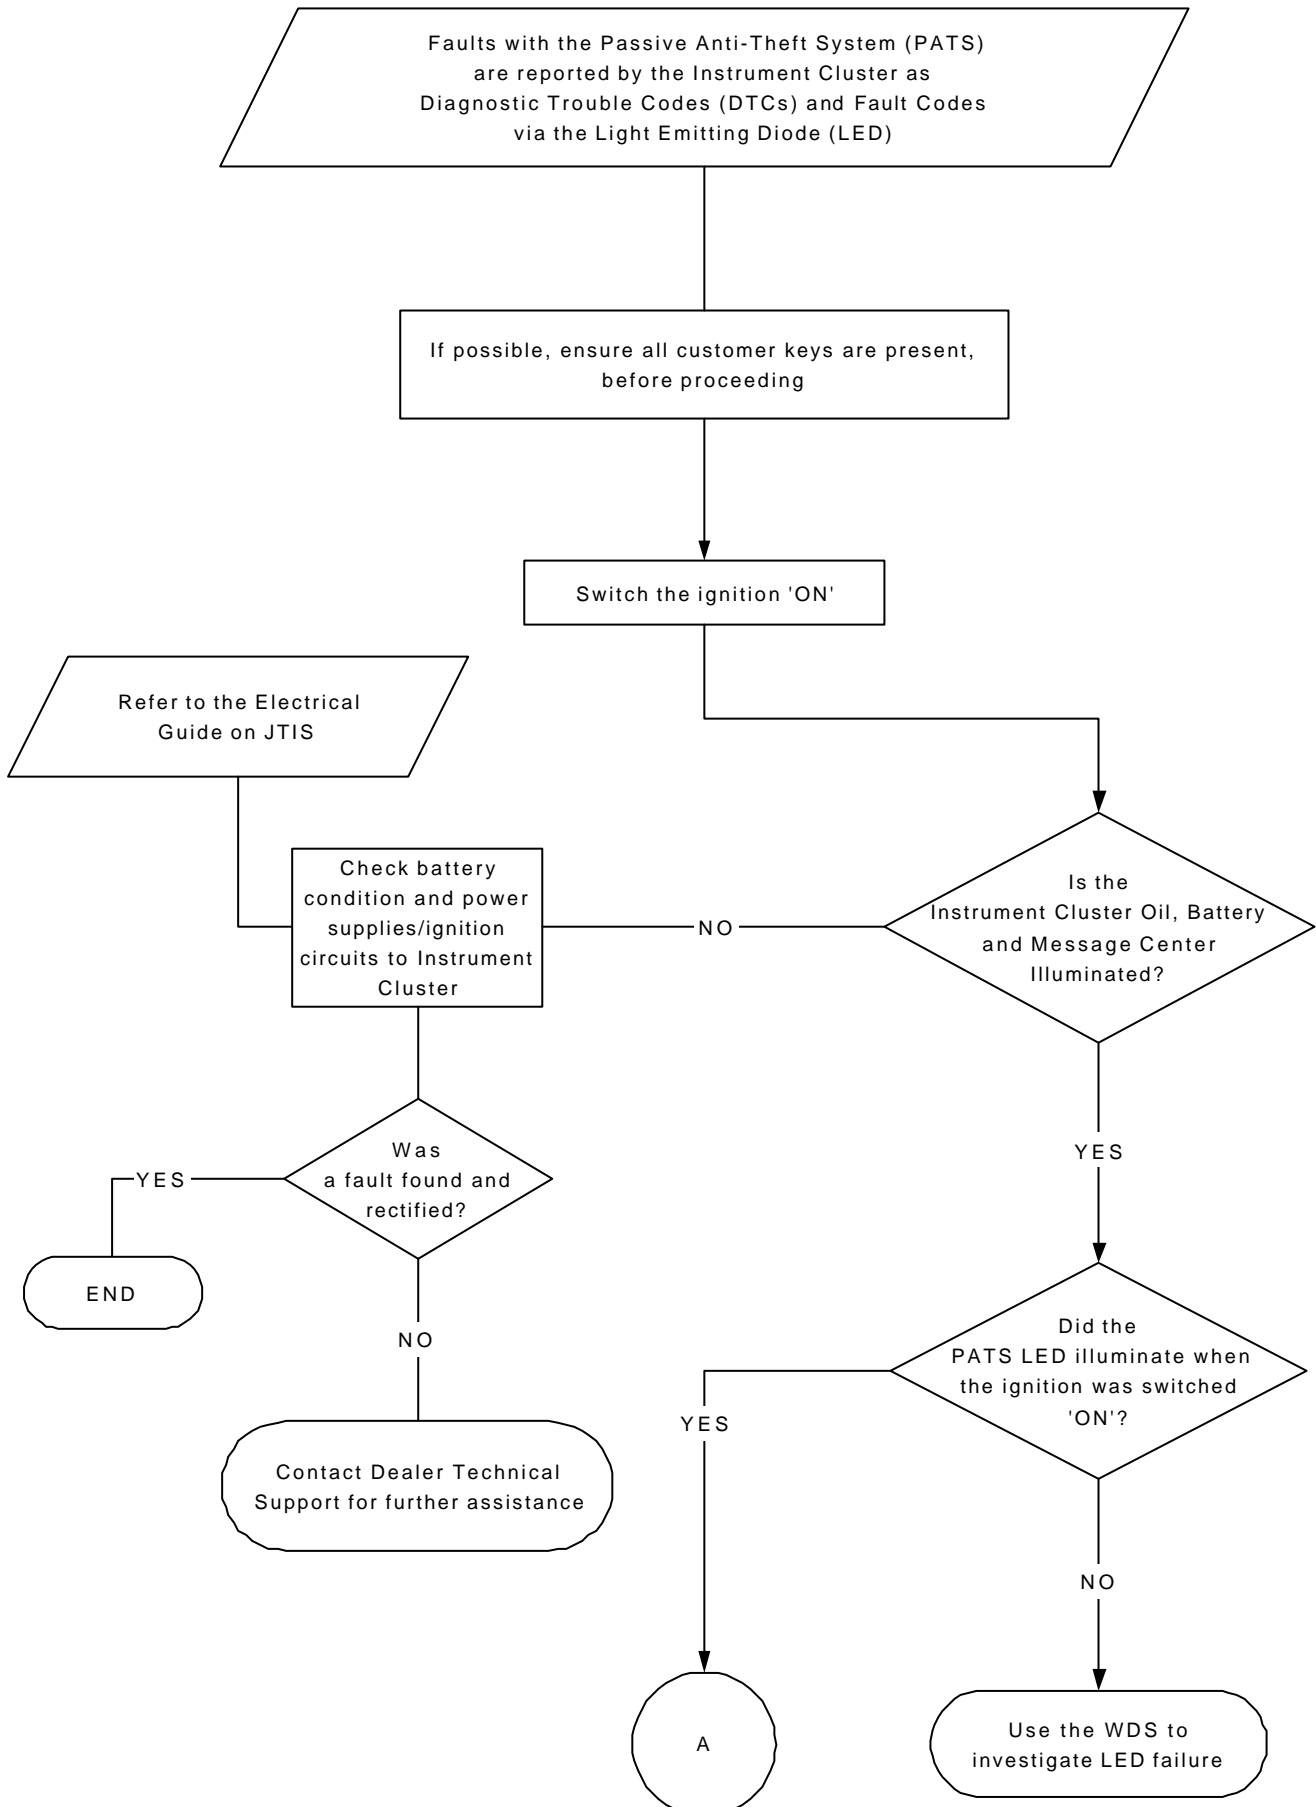 Faults with the Passive Anti-Theft System (PATS)
are reported by the Instrument Cluster as
Diagnostic Trouble Codes (DTCs) and Fault Codes
via the Light Emitting Diode (LED)
If possible, ensure all customer keys are present,
before proceeding
Switch the ignition 'ON'
Refer to the Electrical
Guide on JTIS
Is the
Instrument Cluster Oil, Battery
and Message Center
Illuminated?
NO
Check battery
condition and power
supplies/ignition
circuits to Instrument
Cluster
YES
Was
a fault found and
rectified?
YES
END
NO
Contact Dealer Technical
Support for further assistance
Did the
PATS LED illuminate when
the ignition was switched
'ON'?
YES
NO
A
Use the WDS to
investigate LED failure